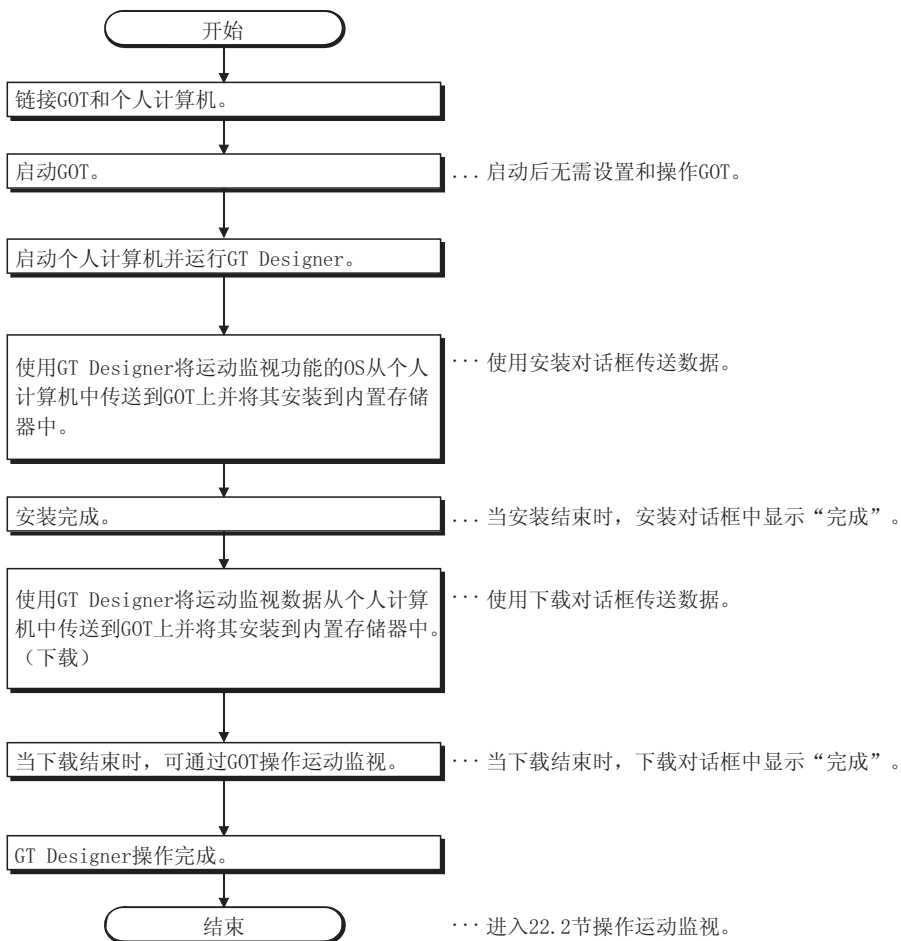 开始
链接GOT和个人计算机。
启动GOT。
... 启动后无需设置和操作GOT。
启动个人计算机并运行GT Designer。
使用GT Designer将运动监视功能的OS从个人
计算机中传送到GOT上并将其安装到内置存储
器中。
··· 使用安装对话框传送数据。
安装完成。
... 当安装结束时，安装对话框中显示“完成”。
使用GT Designer将运动监视数据从个人计算
机中传送到GOT上并将其安装到内置存储器中。
（下载）
··· 使用下载对话框传送数据。
当下载结束时，可通过GOT操作运动监视。
··· 当下载结束时，下载对话框中显示“完成”。
GT Designer操作完成。
结束
··· 进入22.2节操作运动监视。